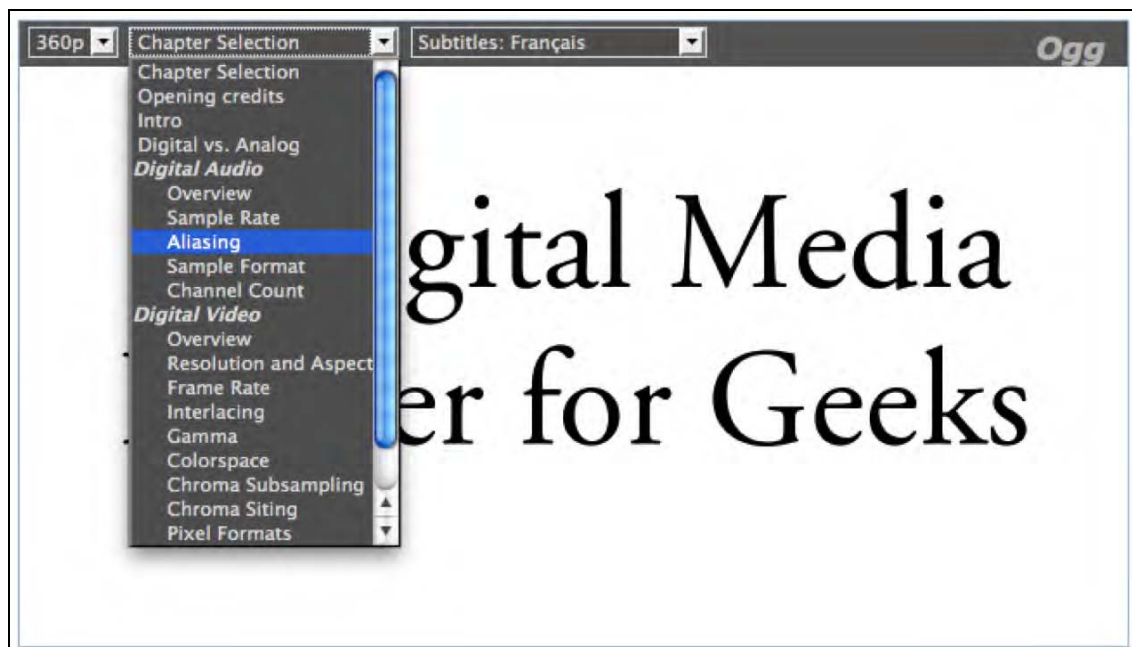 360p
Chapter Selection
Subtitles: Français
Ogg
Chapter Selection
Opening credits
Intro
Digital vs. Analog
Digital Audio
Overview
Sample Rate
Aliasing
Sample Format
Channel Count
Digital Video
Overview
Resolution and Aspect
Frame Rate
Interlacing
Gamma
Colorspace
Chroma Subsampling
Chroma Siting
Pixel Formats
gital Media
er for Geeks